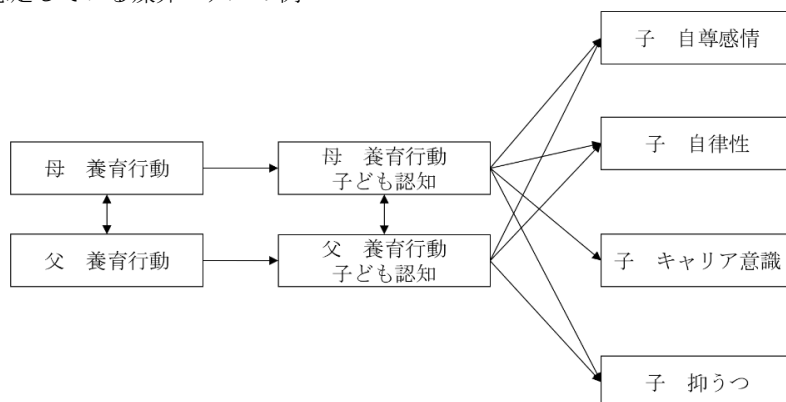 子 自尊感情
子 自律性
母 養育行動
母 養育行動
子ども認知
父 養育行動
父 養育行動
子ども認知
子 キャリア意識
子 抑うつ